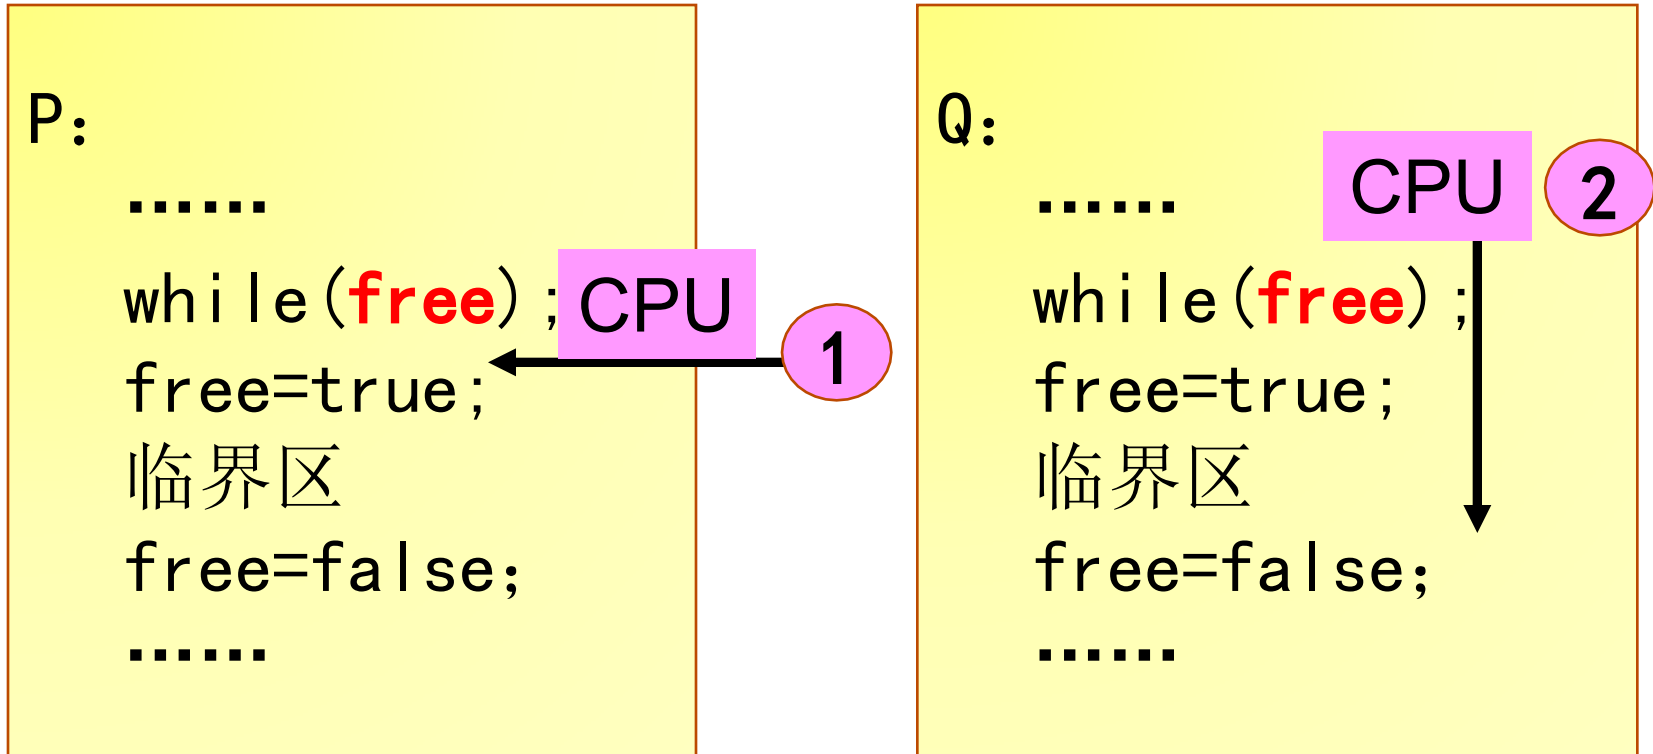 P：
……
while(free);
free=true;
临界区
free=false；
……
CPU
1
Q：
……
while(free);
free=true;
临界区
free=false；
……
CPU
2